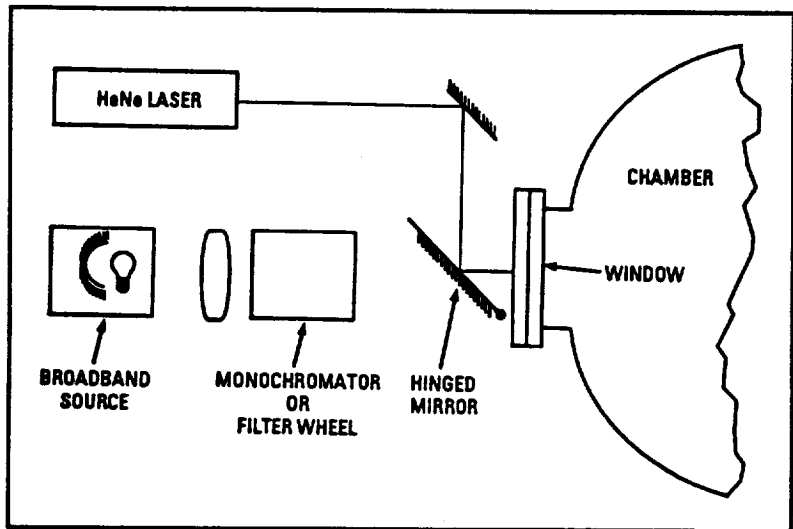 HeNe LASER
CHAMBER
WINDOW
BROADBAND
SOURCE
MONOCHROMATOR
OR
FILTER WHEEL
HINGED
MIRROR